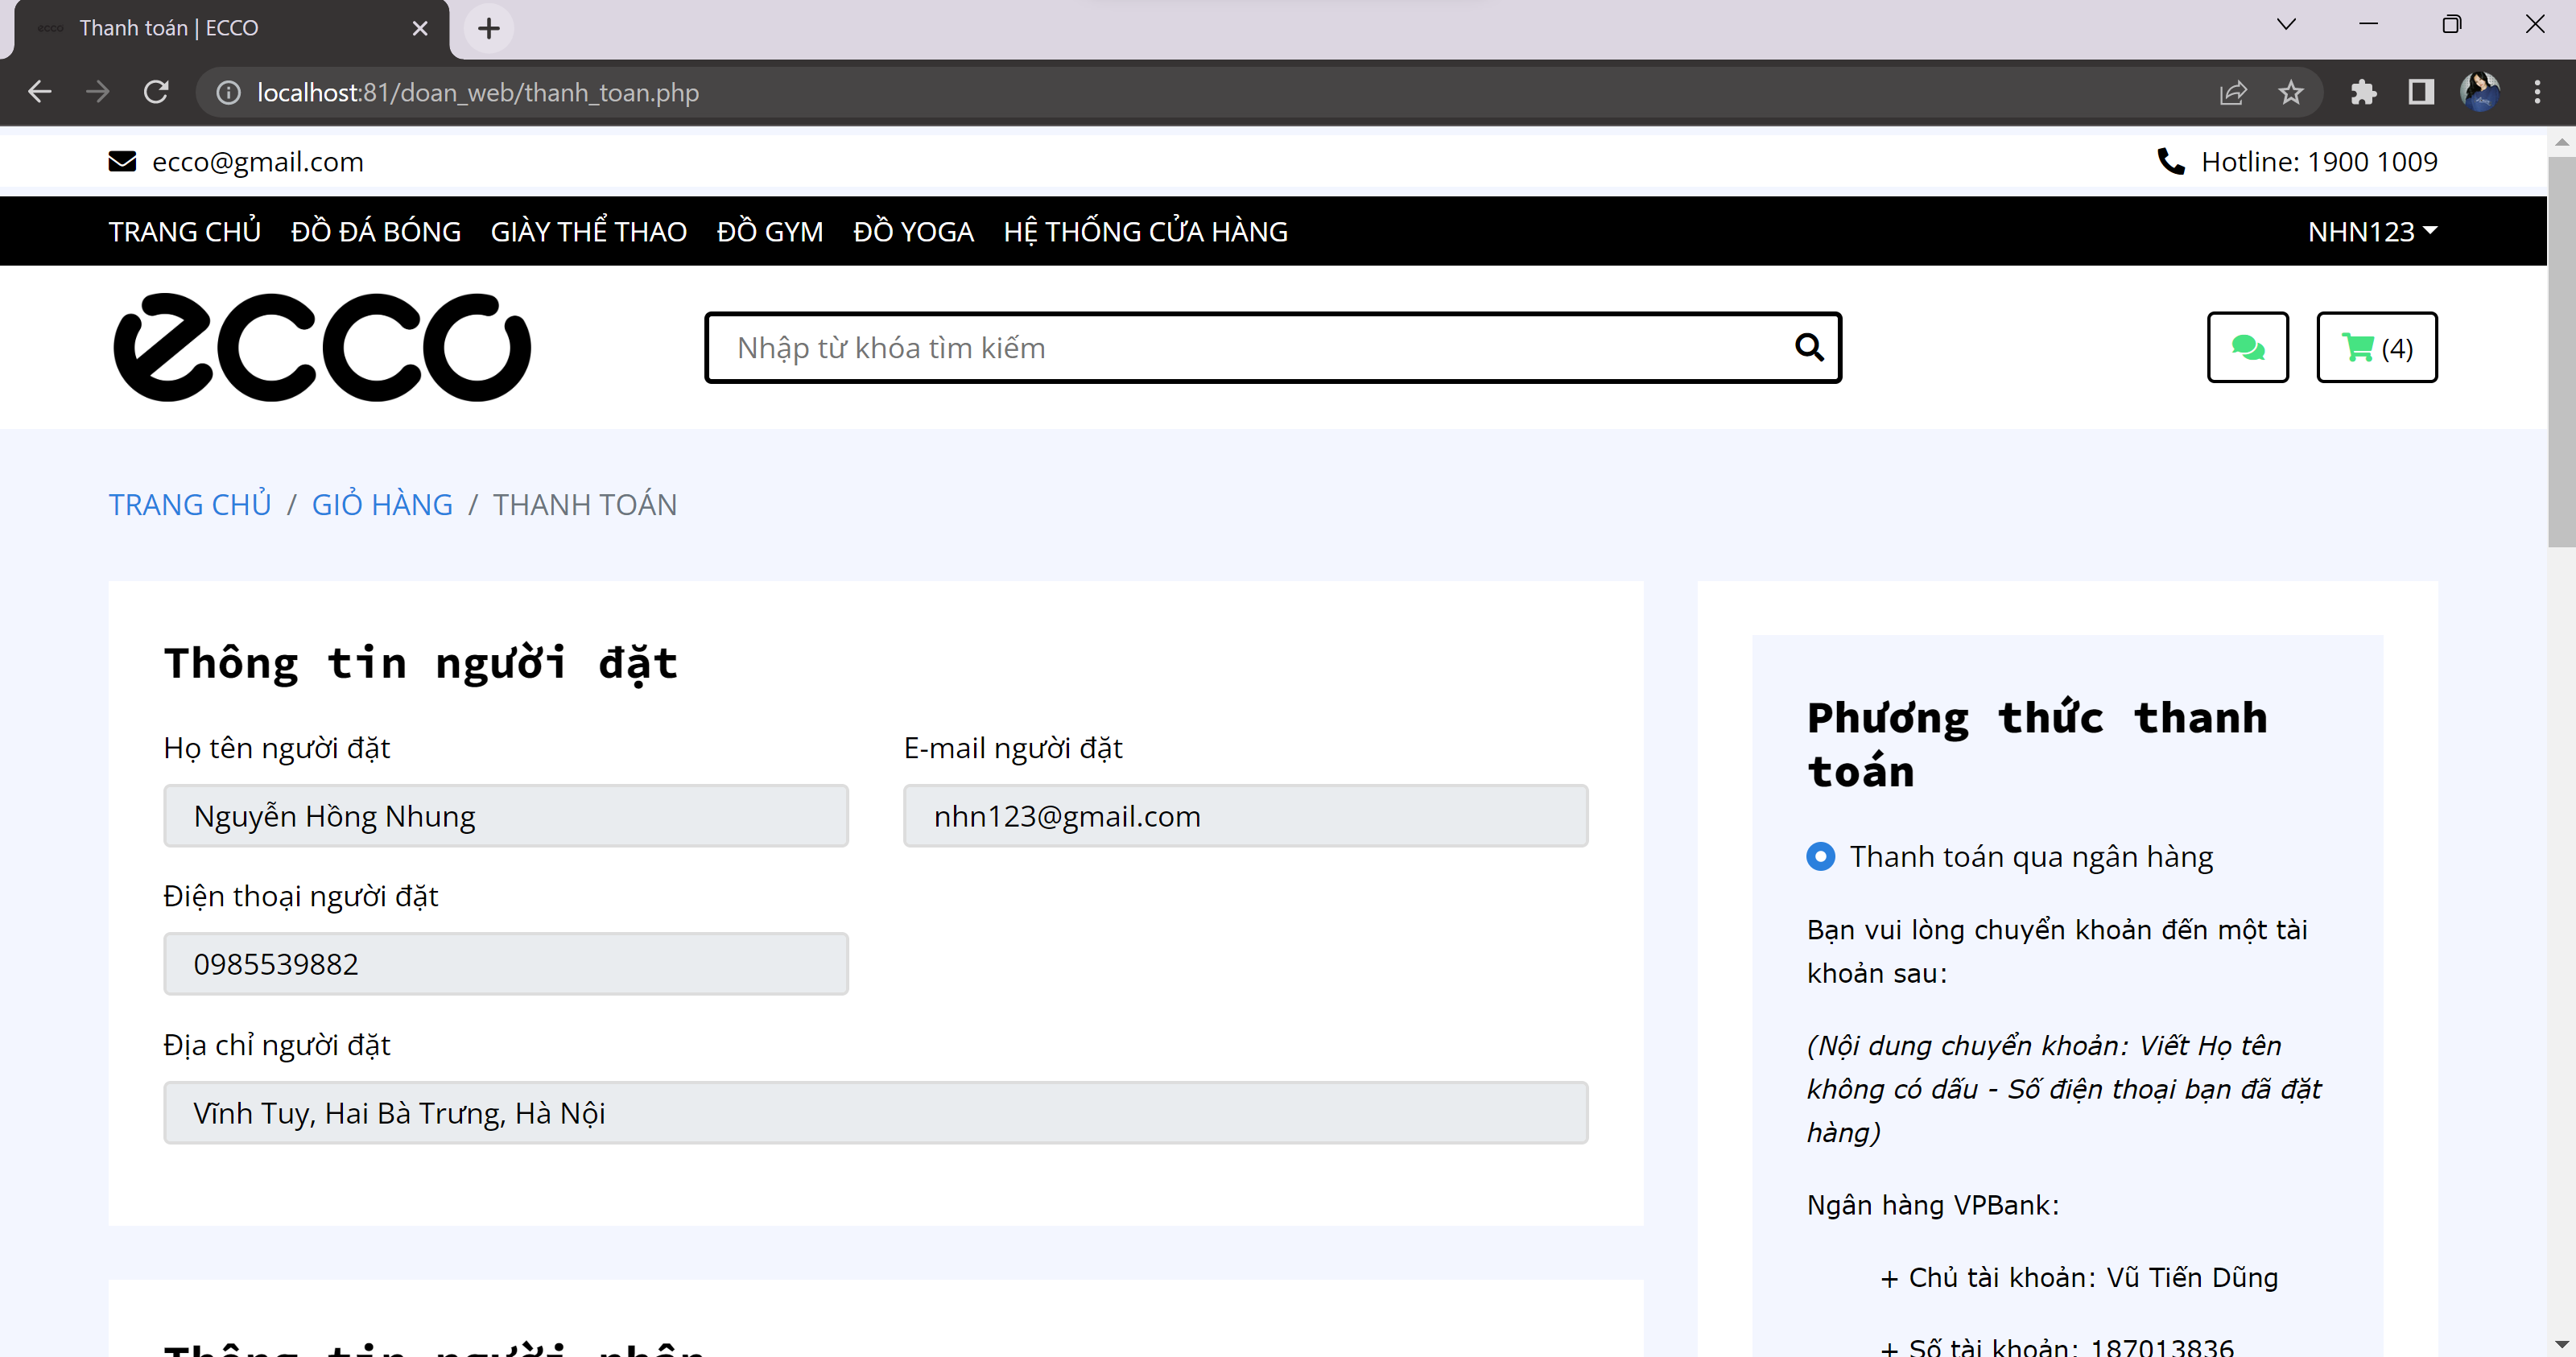 Thanh toán | ECCO
localhost:81/doan_web/thanh_toan.php
ecco@gmail.com
Hotline: 1900 1009
TRANG CHỦ ĐỒ ĐÁ BÓNG GIÀY THỂ THAO ĐỒ GYM ĐỒ YOGA HỆ THỐNG CỬA HÀNG
NHN123
ecco
Nhập từ khóa tìm kiếm
(4)
TRANG CHỦ / GIỎ HÀNG / THANH TOÁN
Thông tin người đặt
Họ tên người đặt
Nguyễn Hồng Nhung
E-mail người đặt
nhn123@gmail.com
Điện thoại người đặt
0985539882
Địa chỉ người đặt
Vĩnh Tuy, Hai Bà Trưng, Hà Nội
Thông tin người nhận
Phương thức thanh
toán
Thanh toán qua ngân hàng
Bạn vui lòng chuyển khoản đến một tài
khoản sau:
(Nội dung chuyển khoản: Viết Họ tên
không có dấu - Số điện thoại bạn đã đặt
hàng)
Ngân hàng VPBank:
+ Chủ tài khoản: Vũ Tiến Dũng
+ Số tài khoản: 187013836